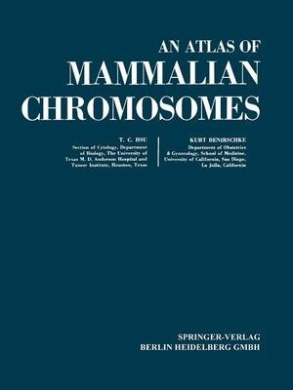 AN ATLAS OF
MAMMALIAN
CHROMOSOMES
T. C. HSU
Section of Cytology, Department
of Biology, The University of
Texas M. D. Anderson Hospital and
Tumor Institute, Houston, Texas
KURT BENIRSCHKE
Department of Obstetrics
& Gynecology, School of Medicine,
University of California, San Diego,
La Jolla, California
SPRINGER-VERLAG
BERLIN HEIDELBERG GMBH